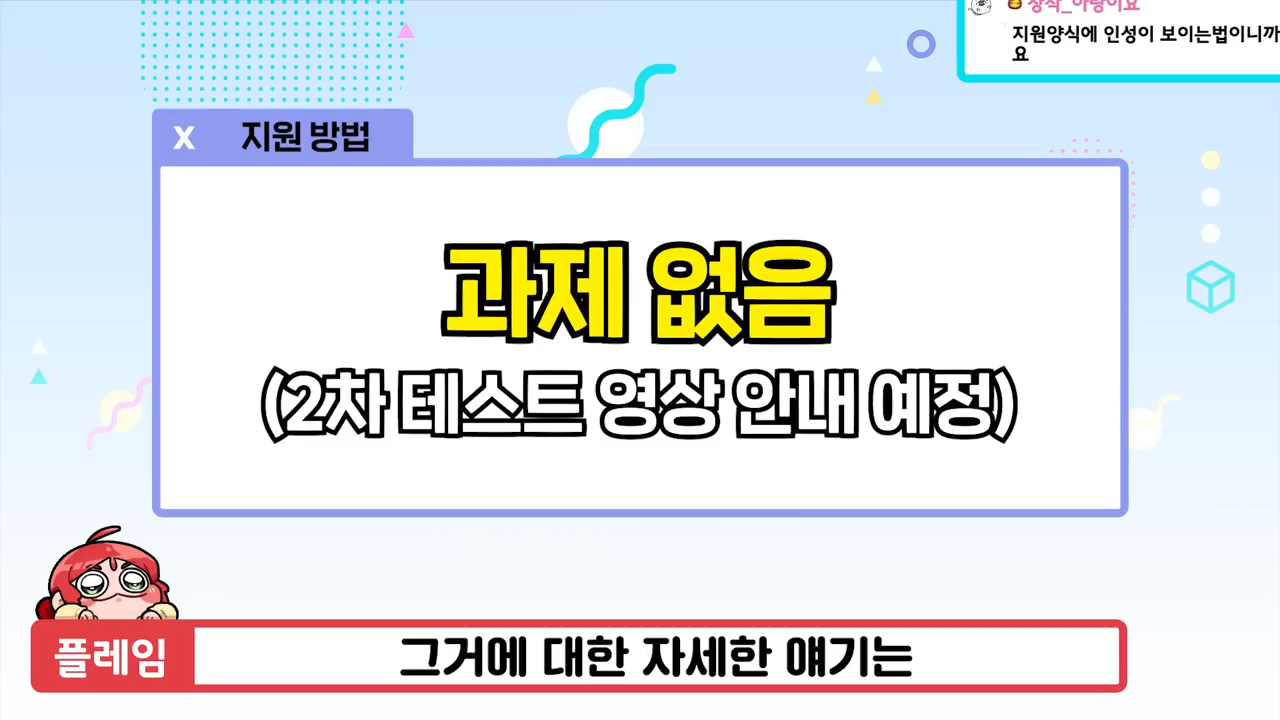 지원양식에 인성이 보이는법이니까
요
X 지원 방법
과제 없음
(2차 테스트 영상 안내 예정)
플레임 그거에 대한 자세한 얘기는